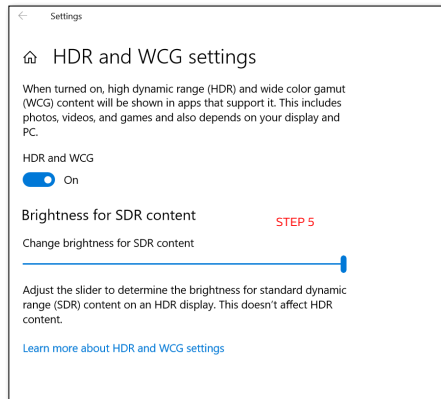 Settings
HDR and WCG settings
When turned on, high dynamic range (HDR) and wide color gamut
(WCG) content will be shown in apps that support it. This includes
photos, videos, and games and also depends on your display and
PC.
HDR and WCG
On
Brightness for SDR content
STEP 5
Change brightness for SDR content
Adjust the slider to determine the brightness for standard dynamic
range (SDR) content on an HDR display. This doesn't affect HDR
content.
Learn more about HDR and WCG settings